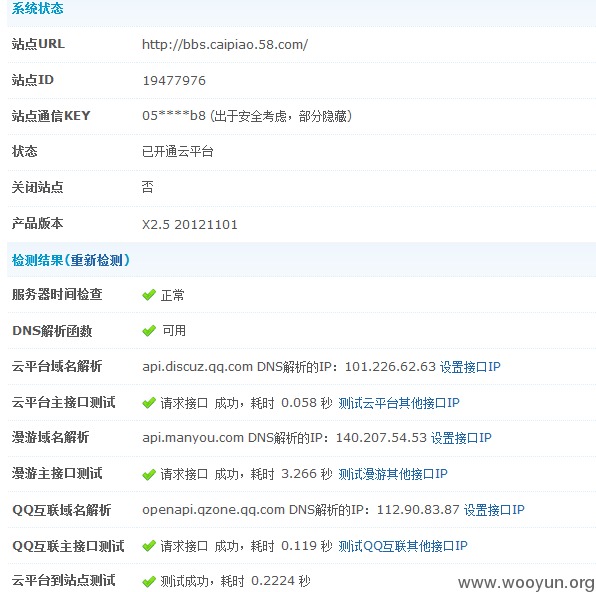 系统状态
站点URL http://bbs.caipiao.58.com/
站点ID 19477976
站点通信KEY 05****b8 (出于安全考虑，部分隐藏)
状态 已开通云平台
关闭站点 否
产品版本 X2.5 20121101
检测结果(重新检测)
服务器时间检查 正常
DNS解析函数 可用
云平台域名解析 api.discuz.qq.com DNS解析的IP：101.226.62.63 设置接口IP
云平台主接口测试 请求接口 成功，耗时 0.058 秒 测试云平台其他接口IP
漫游域名解析 api.manyou.com DNS解析的IP：140.207.54.53 设置接口IP
漫游主接口测试 请求接口 成功，耗时 3.266 秒 测试漫游其他接口IP
QQ互联域名解析 openapi.qzone.qq.com DNS解析的IP：112.90.83.87 设置接口IP
QQ互联主接口测试 请求接口 成功，耗时 0.119 秒 测试QQ互联其他接口IP
云平台到站点测试 测试成功，耗时 0.2224 秒
www.wooyun.org